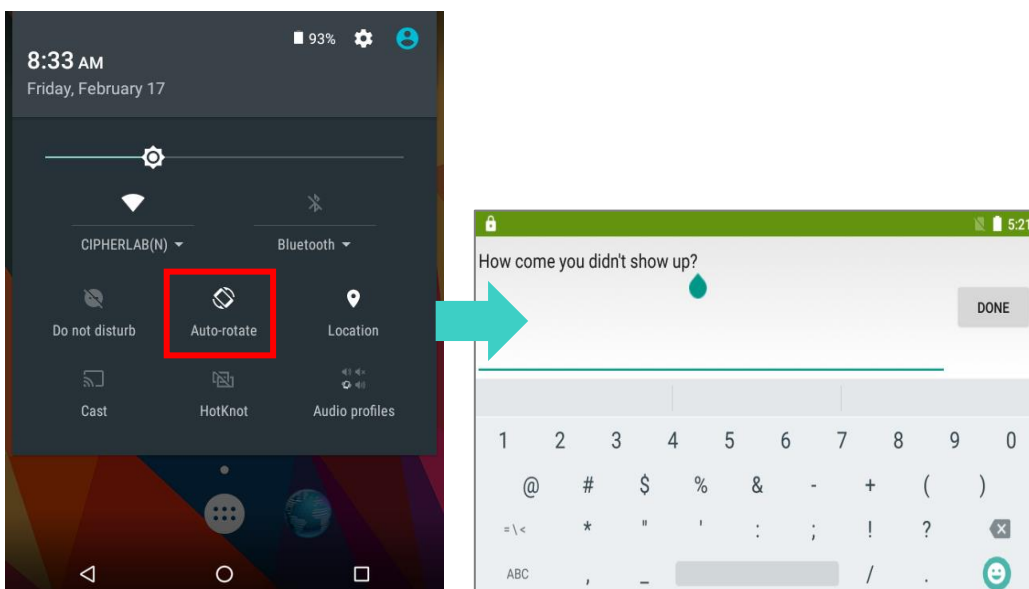 93%
8:33 AM
Friday, February 17
CIPHERLAB(N) Bluetooth
Do not disturb Auto-rotate Location
Cast HotKnot Audio profiles
5:21
How come you didn't show up?
DONE
1 2 3 4 5 6 7 8 9 0
@ # $ % & - + ( )
= \ < * " ' : ; ! ?
ABC , _ / .